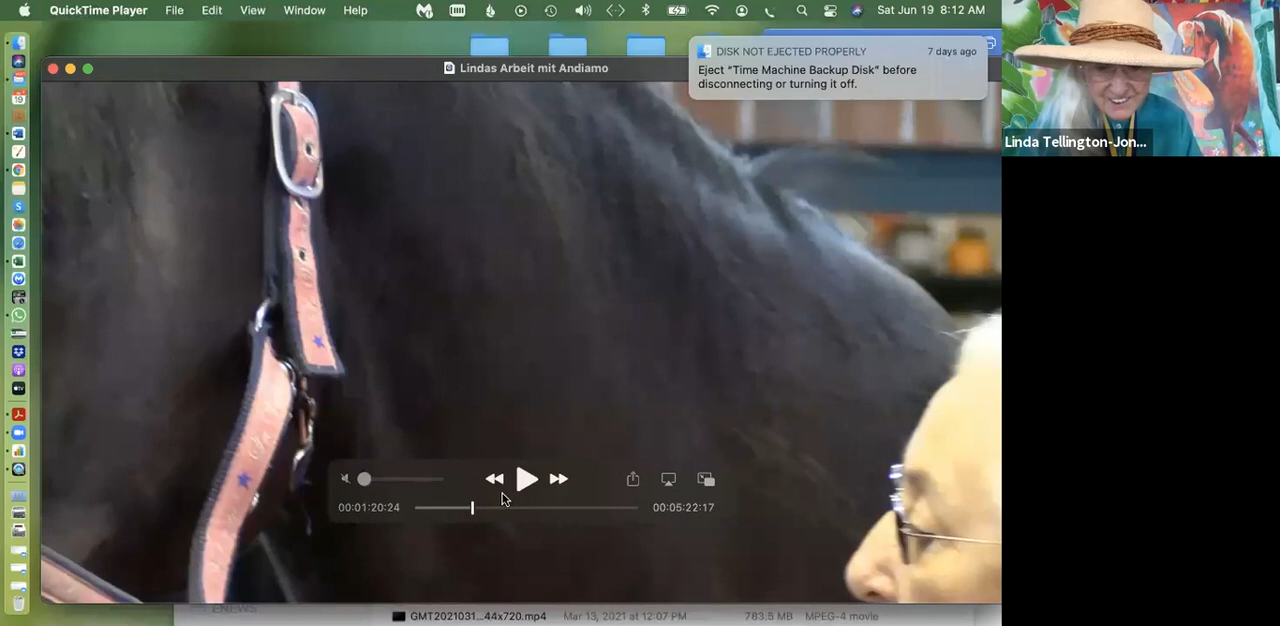 QuickTime Player File Edit View Window Help Sat Jun 19 8:12 AM
Lindas Arbeit mit Andiamo
DISK NOT EJECTED PROPERLY 7 days ago
Eject “Time Machine Backup Disk” before
disconnecting or turning it off.
Linda Tellington-Jon...
19
00:01:20:24 00:05:22:17
ENEWS
GMT2021031...44x720.mp4 Mar 13, 2021 at 12:07 PM 783.5 MB MPEG-4 movie